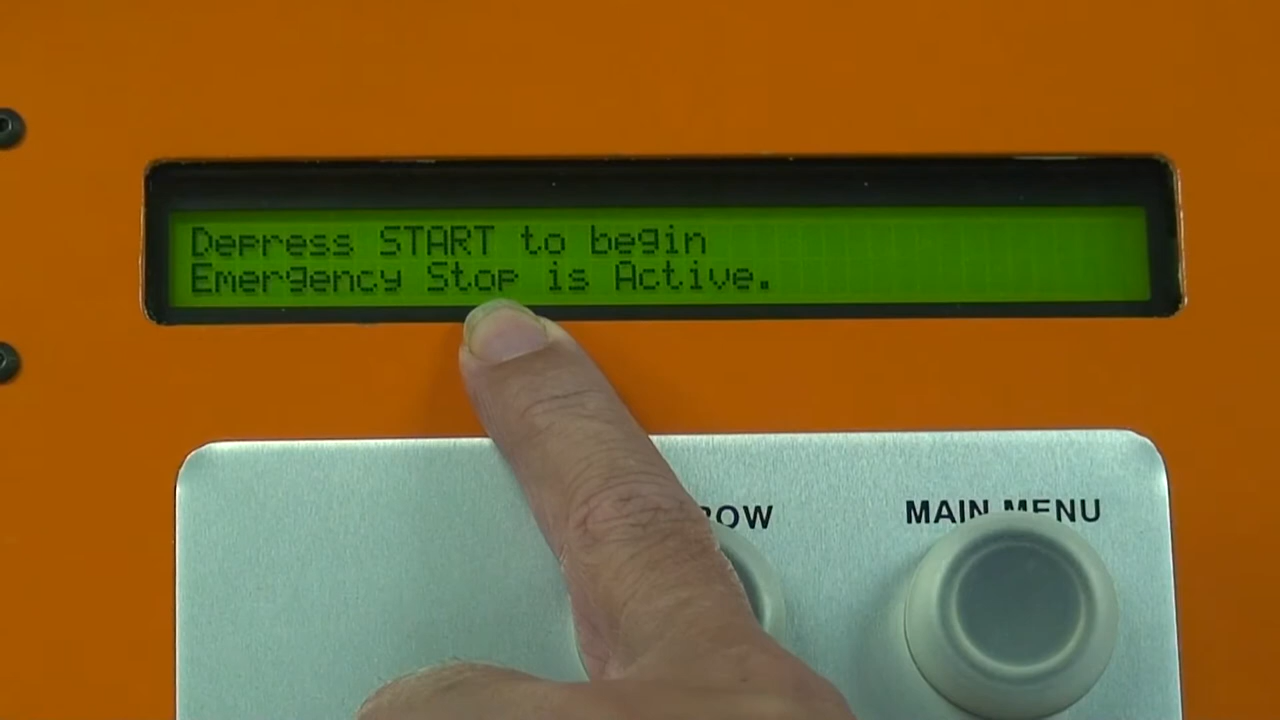 Depress START to begin
Emergency Stop is Active.
MAIN MENU